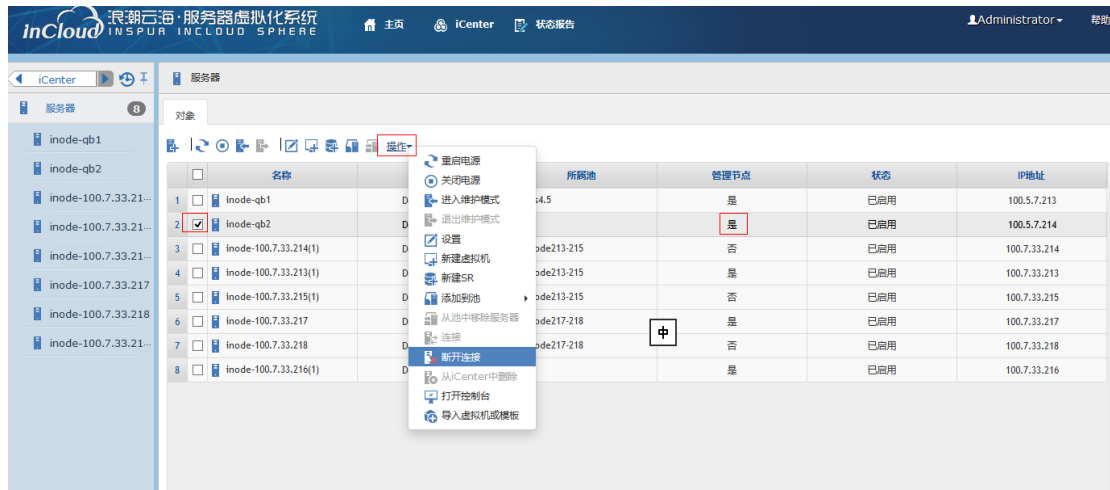 inCloud 浪潮云海·服务器虚拟化系统
INSPUR INCLOUD SPHERE
主页 iCenter 状态报告
Administrator 帮助
iCenter
服务器 8
inode-qb1
inode-qb2
inode-100.7.33.21...
inode-100.7.33.21...
inode-100.7.33.21...
inode-100.7.33.217
inode-100.7.33.218
inode-100.7.33.21...
服务器
对象
操作
名称 所属池 管理节点 状态 IP地址
1 inode-qb1 D s4.5 是 已启用 100.5.7.213
2 inode-qb2 D 是 已启用 100.5.7.214
3 inode-100.7.33.214(1) D ode213-215 否 已启用 100.7.33.214
4 inode-100.7.33.213(1) D ode213-215 是 已启用 100.7.33.213
5 inode-100.7.33.215(1) D ode213-215 否 已启用 100.7.33.215
6 inode-100.7.33.217 D ode217-218 是 已启用 100.7.33.217
7 inode-100.7.33.218 D ode217-218 否 已启用 100.7.33.218
8 inode-100.7.33.216(1) D 是 已启用 100.7.33.216
重启电源
关闭电源
进入维护模式
退出维护模式
设置
新建虚拟机
新建SR
添加到池
从池中移除服务器
连接
断开连接
从iCenter中删除
打开控制台
导入虚拟机或模板
中